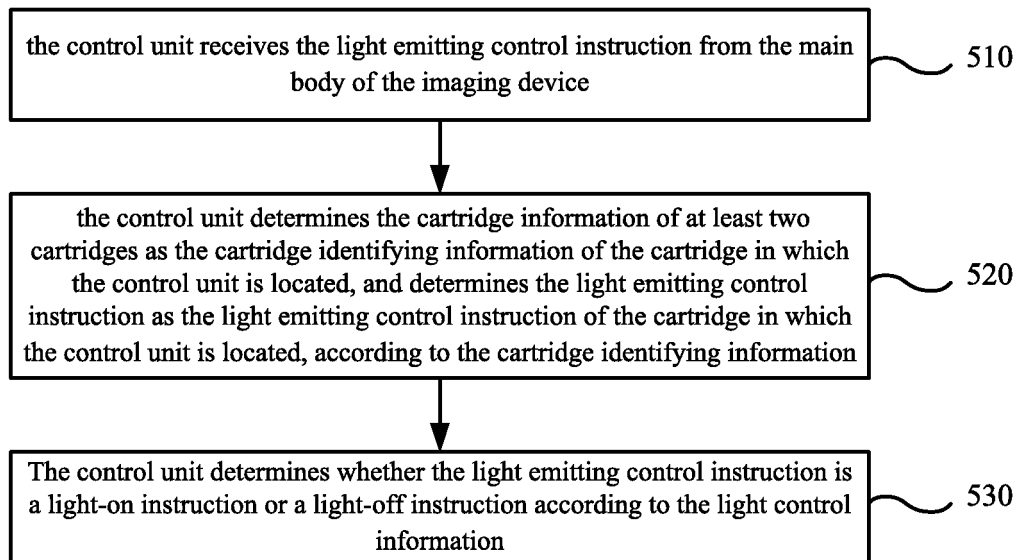 the control unit receives the light emitting control instruction from the main
body of the imaging device
510
the control unit determines the cartridge information of at least two
cartridges as the cartridge identifying information of the cartridge in which
the control unit is located, and determines the light emitting control
instruction as the light emitting control instruction of the cartridge in which
the control unit is located, according to the cartridge identifying information
520
The control unit determines whether the light emitting control instruction is
a light-on instruction or a light-off instruction according to the light control
information
530